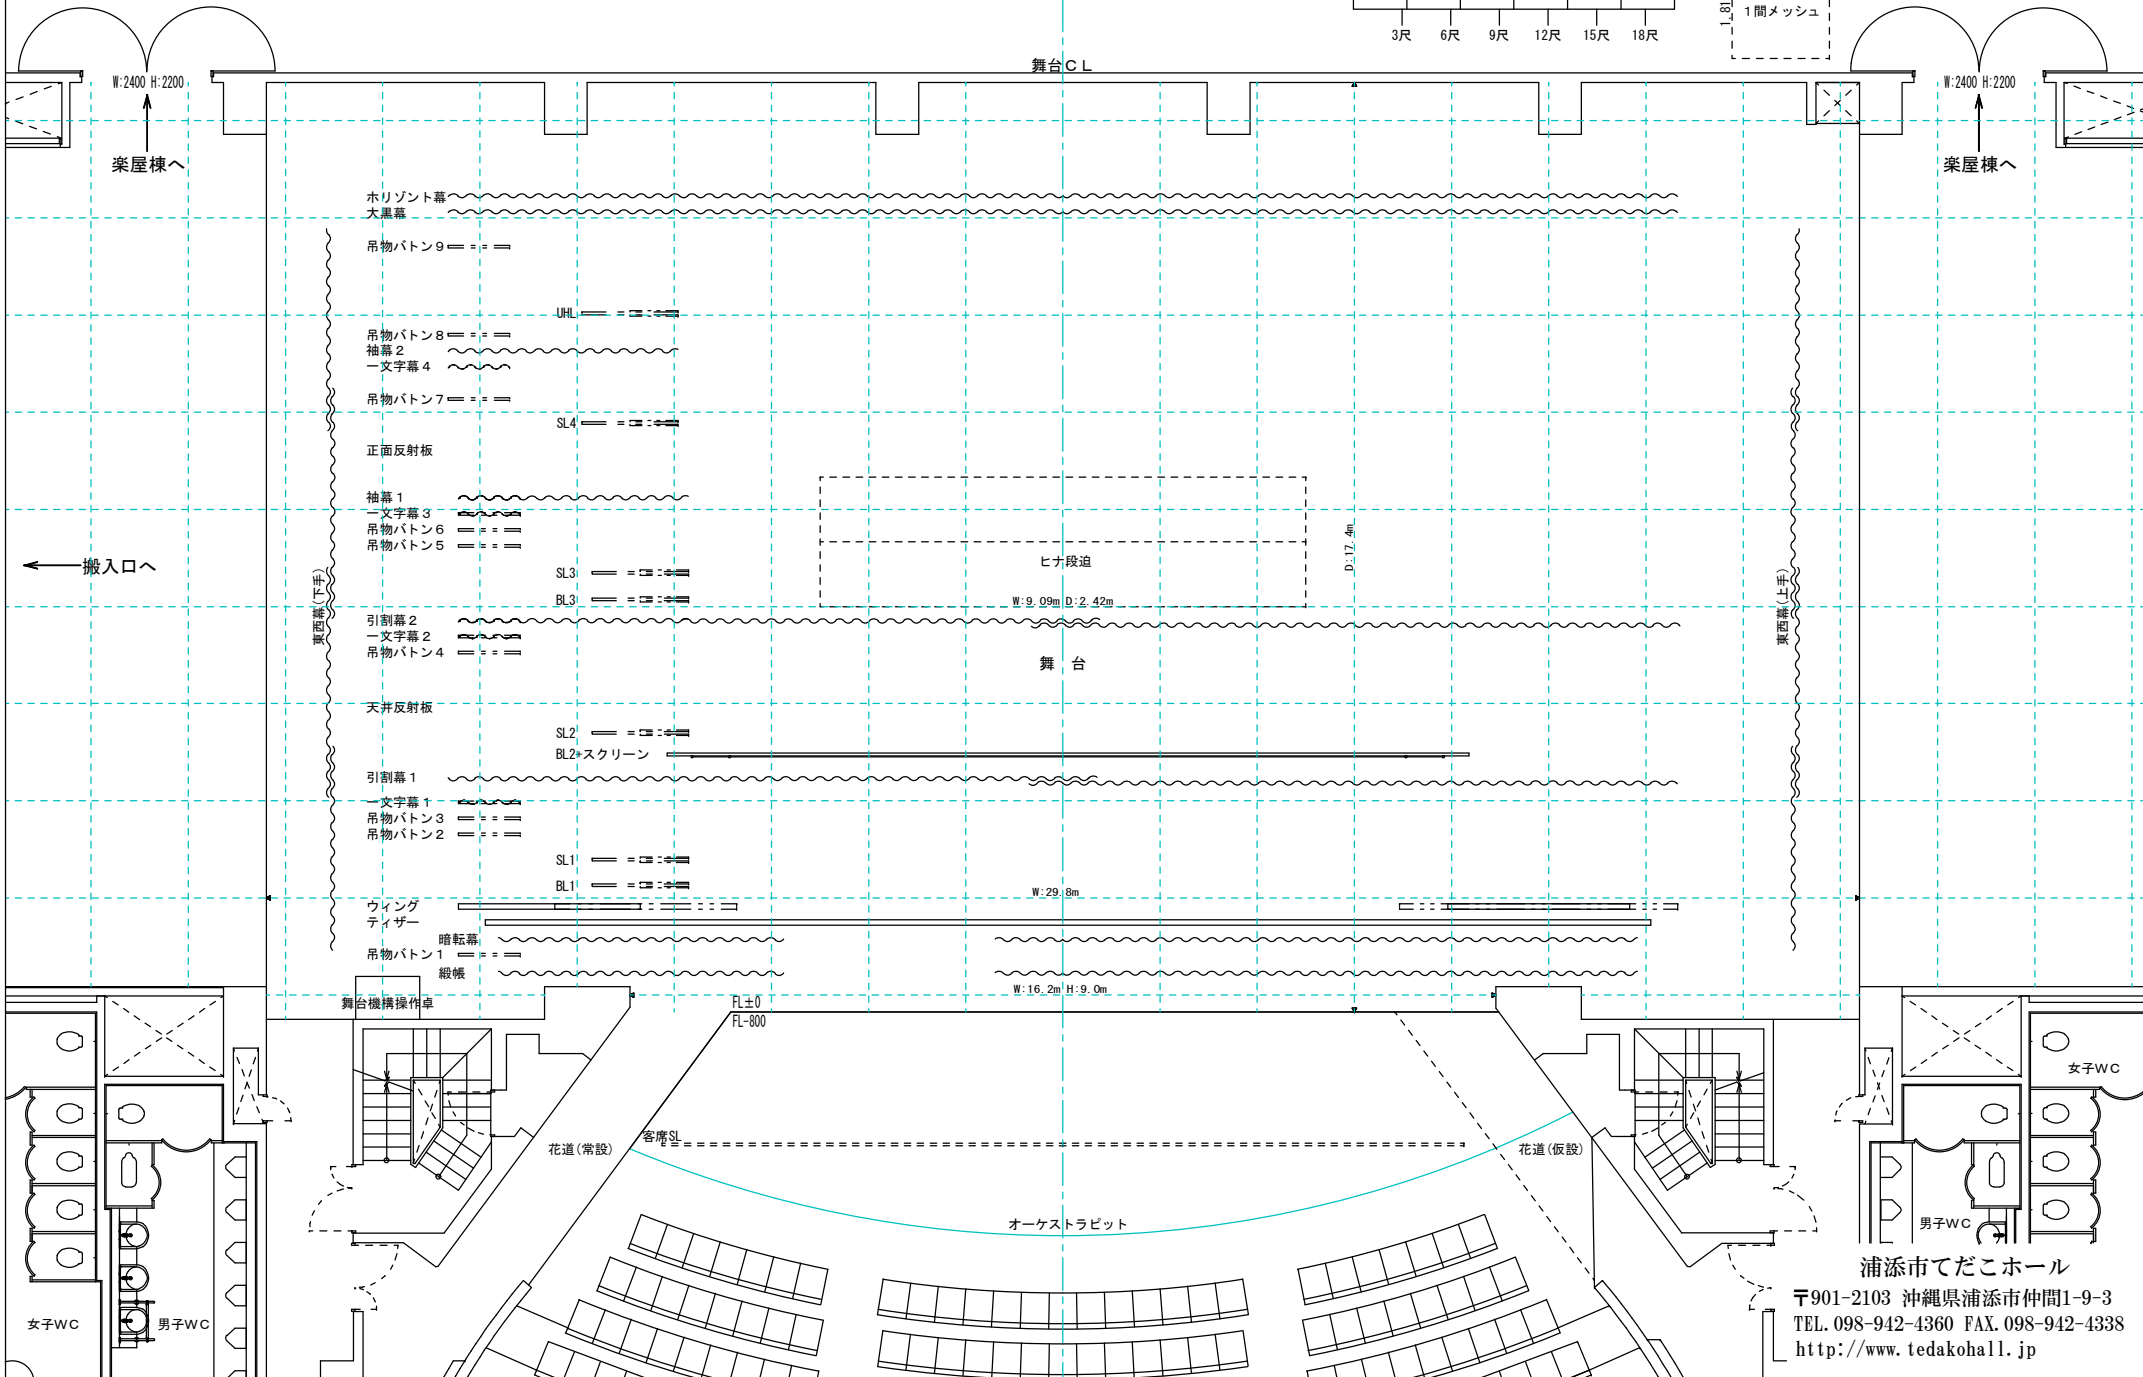 3尺 6尺 9尺 12尺 15尺 18尺
1.81
1間メッシュ
舞台CL
W:2400 H:2200
W:2400 H:2200
楽屋棟へ
楽屋棟へ
ホリゾント幕
大黒幕
吊物バトン9
UHL
吊物バトン8
袖幕2
一文字幕4
吊物バトン7
SL4
正面反射板
袖幕1
一文字幕3
吊物バトン6
吊物バトン5
D:17.4m
ヒナ段迫
搬入口へ
SL3
BL3
W:9.09m D:2.42m
東西幕(下手)
東西幕(上手)
引割幕2
一文字幕2
吊物バトン4
舞 台
天井反射板
SL2
BL2+スクリーン
引割幕1
一文字幕1
吊物バトン3
吊物バトン2
SL1
BL1
W:29.8m
ウィング
ティザー
暗転幕
吊物バトン1
緞帳
W:16.2m H:9.0m
舞台機構操作卓
FL±0
FL-800
女子WC
客席SL
花道(常設)
花道(仮設)
オーケストラピット
男子WC
女子WC
男子WC
浦添市てだこホール
〒901-2103 沖縄県浦添市仲間1-9-3
TEL.098-942-4360 FAX.098-942-4338
http://www.tedakohall.jp